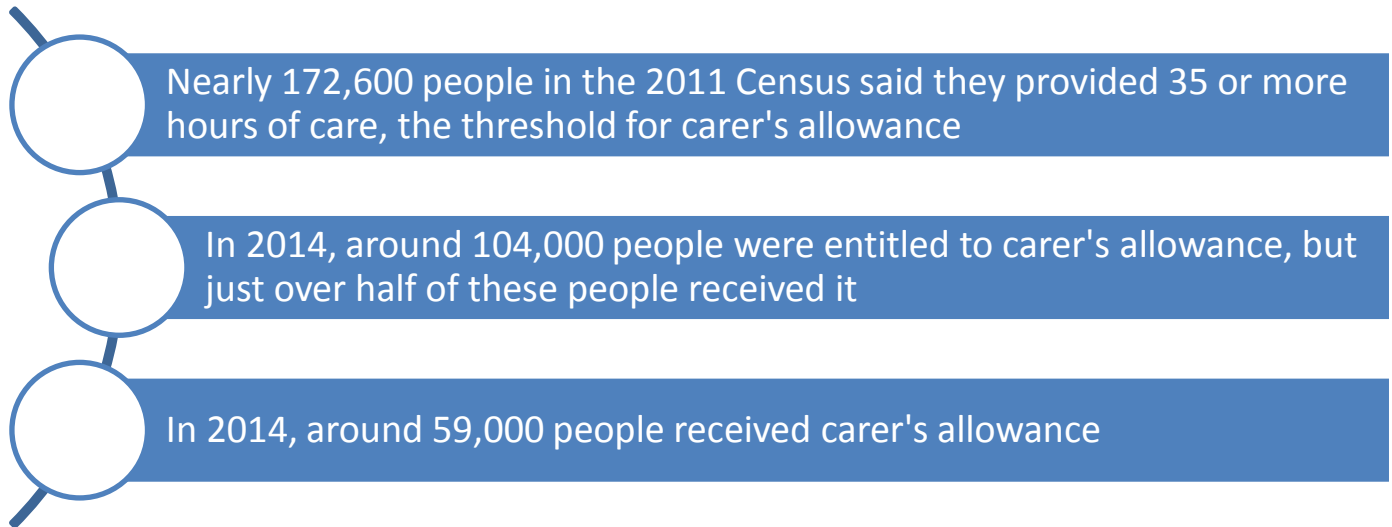 Nearly 172,600 people in the 2011 Census said they provided 35 or more
hours of care, the threshold for carer's allowance
In 2014, around 104,000 people were entitled to carer's allowance, but
just over half of these people received it
In 2014, around 59,000 people received carer's allowance